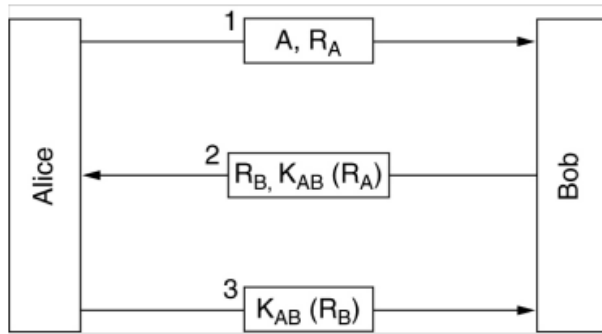 1
A, R_A
Alice
2
R_B, K_AB (R_A)
Bob
3
K_AB (R_B)